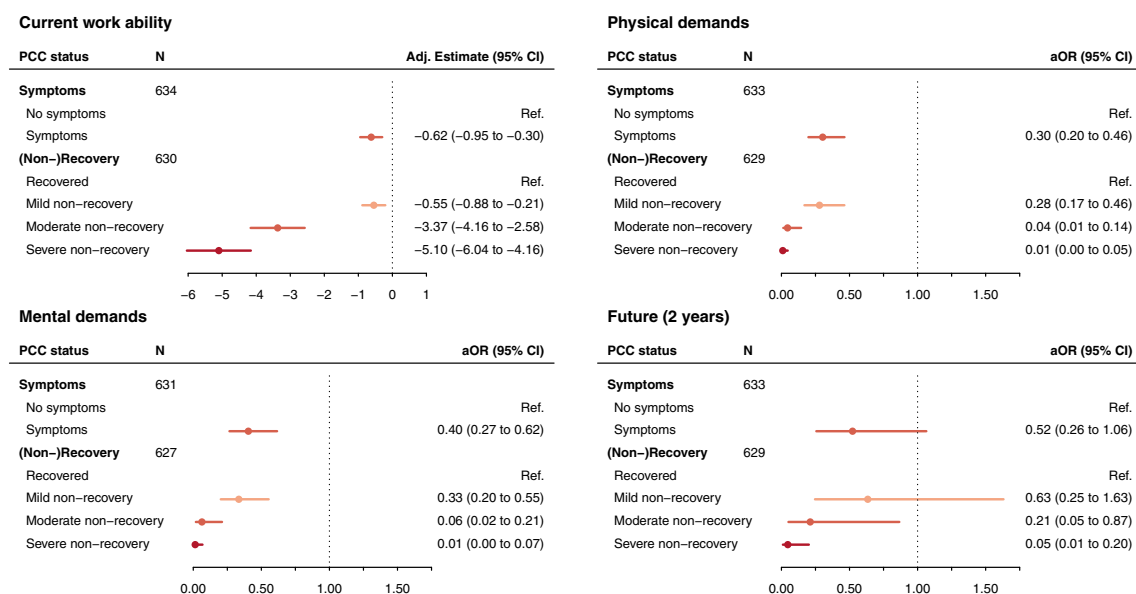 Current work ability
PCC status N Adj. Estimate (95% CI)
Symptoms 634
No symptoms Ref.
Symptoms −0.62 (−0.95 to −0.30)
(Non−)Recovery 630
Recovered Ref.
Mild non−recovery −0.55 (−0.88 to −0.21)
Moderate non−recovery −3.37 (−4.16 to −2.58)
Severe non−recovery −5.10 (−6.04 to −4.16)
−6 −5 −4 −3 −2 −1 0 1
Physical demands
PCC status N aOR (95% CI)
Symptoms 633
No symptoms Ref.
Symptoms 0.30 (0.20 to 0.46)
(Non−)Recovery 629
Recovered Ref.
Mild non−recovery 0.28 (0.17 to 0.46)
Moderate non−recovery 0.04 (0.01 to 0.14)
Severe non−recovery 0.01 (0.00 to 0.05)
0.00 0.50 1.00 1.50
Mental demands
PCC status N aOR (95% CI)
Symptoms 631
No symptoms Ref.
Symptoms 0.40 (0.27 to 0.62)
(Non−)Recovery 627
Recovered Ref.
Mild non−recovery 0.33 (0.20 to 0.55)
Moderate non−recovery 0.06 (0.02 to 0.21)
Severe non−recovery 0.01 (0.00 to 0.07)
0.00 0.50 1.00 1.50
Future (2 years)
PCC status N aOR (95% CI)
Symptoms 633
No symptoms Ref.
Symptoms 0.52 (0.26 to 1.06)
(Non−)Recovery 629
Recovered Ref.
Mild non−recovery 0.63 (0.25 to 1.63)
Moderate non−recovery 0.21 (0.05 to 0.87)
Severe non−recovery 0.05 (0.01 to 0.20)
0.00 0.50 1.00 1.50